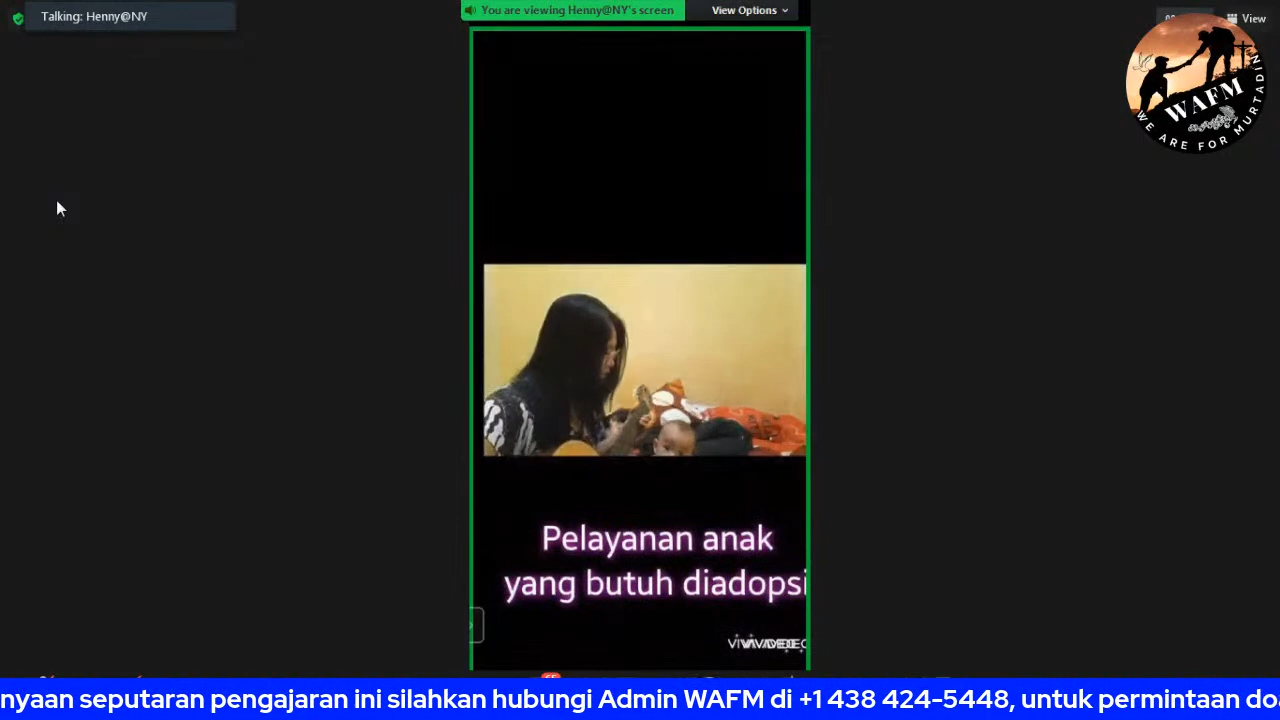 Talking: Henny@NY
You are viewing Henny@NY's screen
View Options
View
WAFM
WE ARE FOR MURTADIN
Pelayanan anak
yang butuh diadopsi
nyaan seputaran pengajaran ini silahkan hubungi Admin WAFM di +1 438 424-5448, untuk permintaan do